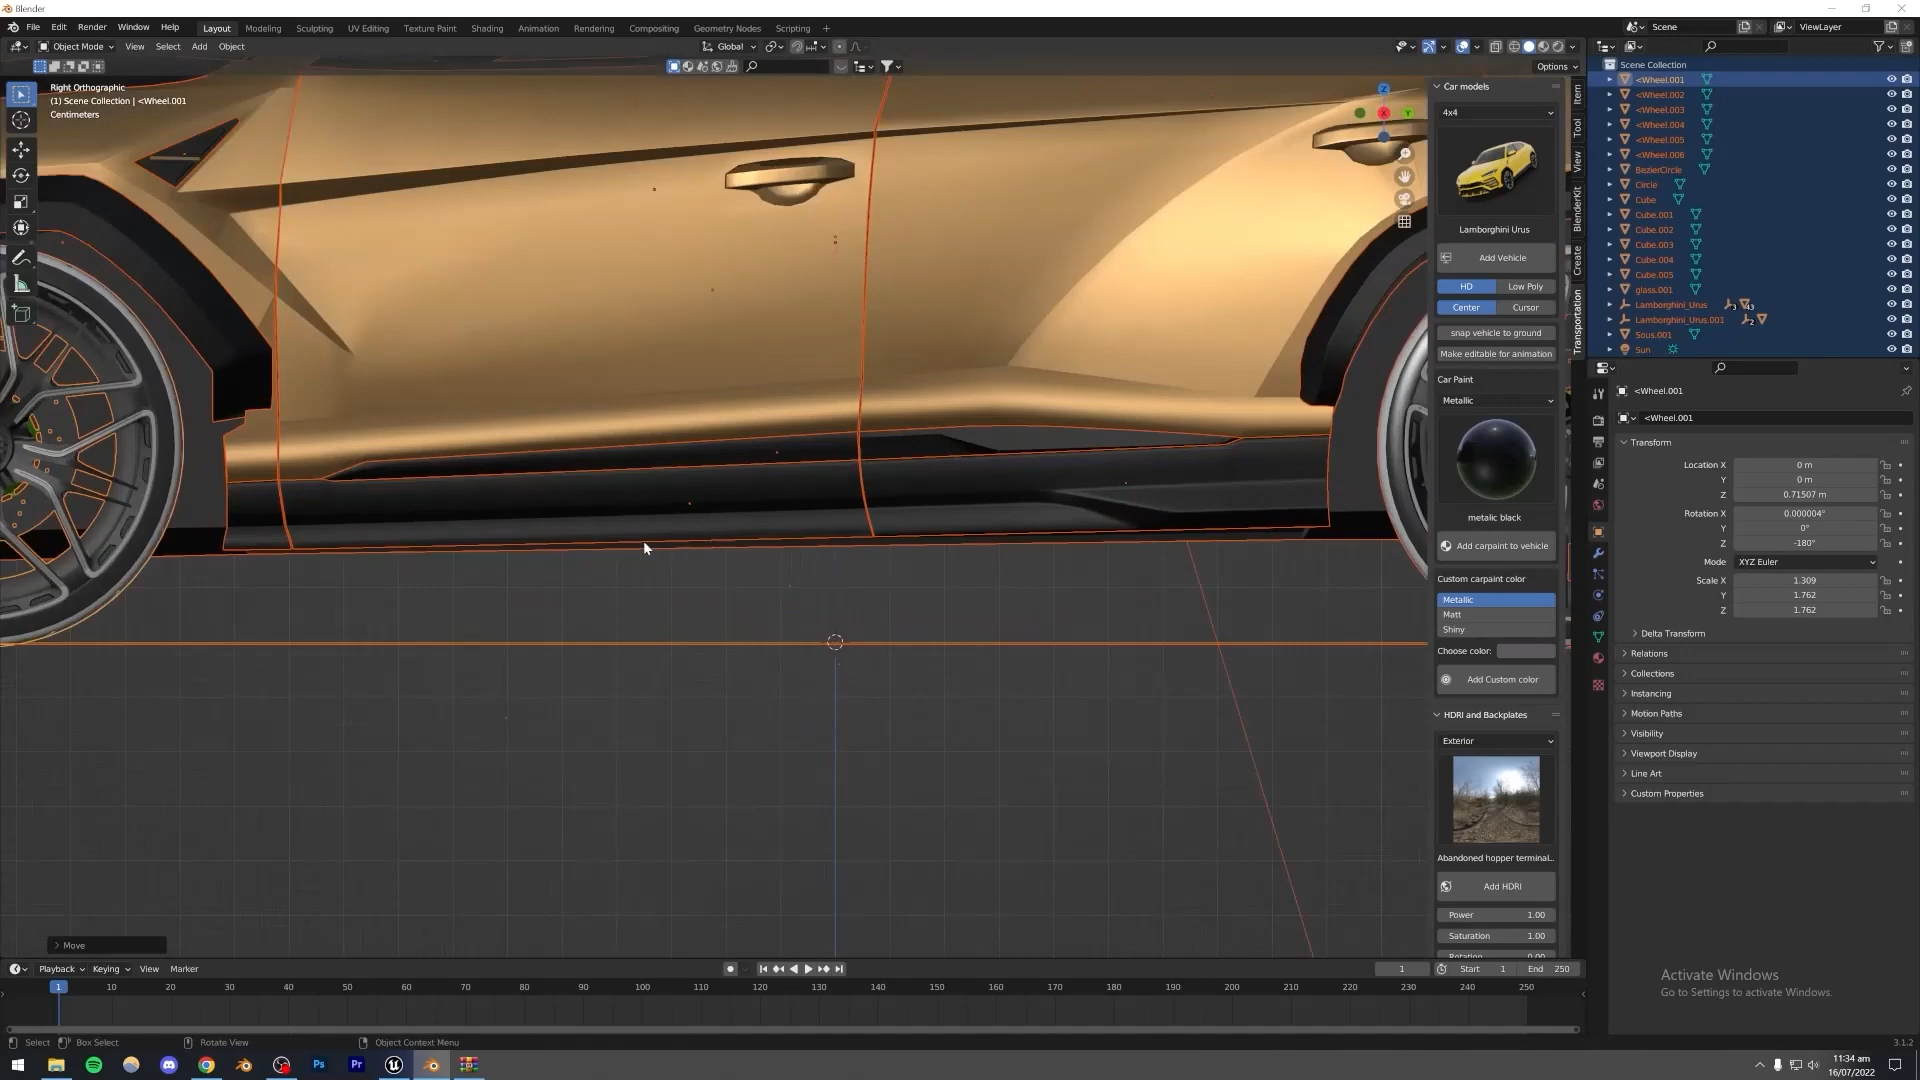 Blender
File Edit Render Window Help Layout Modeling Sculpting UV Editing Texture Paint Shading Animation Rendering Compositing Geometry Nodes Scripting + Scene ViewLayer
Object Mode View Select Add Object Global
Options
Right Orthographic
(1) Scene Collection | <Wheel.001
Centimeters
Move
Item
Tool
View
BlenderKit
Create
Transportation
Car models
4x4
Lamborghini Urus
Add Vehicle
HD Low Poly
Center Cursor
snap vehicle to ground
Make editable for animation
Car Paint
Metallic
metalic black
Add carpaint to vehicle
Custom carpaint color
Metallic
Matt
Shiny
Choose color:
Add Custom color
HDRI and Backplates
Exterior
Abandoned hopper terminal...
Add HDRI
Power 1.00
Saturation 1.00
Scene Collection
<Wheel.001
<Wheel.002
<Wheel.003
<Wheel.004
<Wheel.005
<Wheel.006
BezierCircle
Circle
Cube
Cube.001
Cube.002
Cube.003
Cube.004
Cube.005
glass.001
Lamborghini_Urus 3 43
Lamborghini_Urus.001 2
Sous.001
Sun
<Wheel.001
<Wheel.001
Transform
Location X 0 m
Y 0 m
Z 0.71507 m
Rotation X 0.000004°
Y 0°
Z -180°
Mode XYZ Euler
Scale X 1.309
Y 1.762
Z 1.762
Delta Transform
Relations
Collections
Instancing
Motion Paths
Visibility
Viewport Display
Line Art
Custom Properties
Activate Windows
Go to Settings to activate Windows.
Playback Keying View Marker 1 Start 1 End 250
1 10 20 30 40 50 60 70 80 90 100 110 120 130 140 150 160 170 180 190 200 210 220 230 240 250
Select Box Select Rotate View Object Context Menu 3.1.2
Ps Pr 11:34 am
16/07/2022